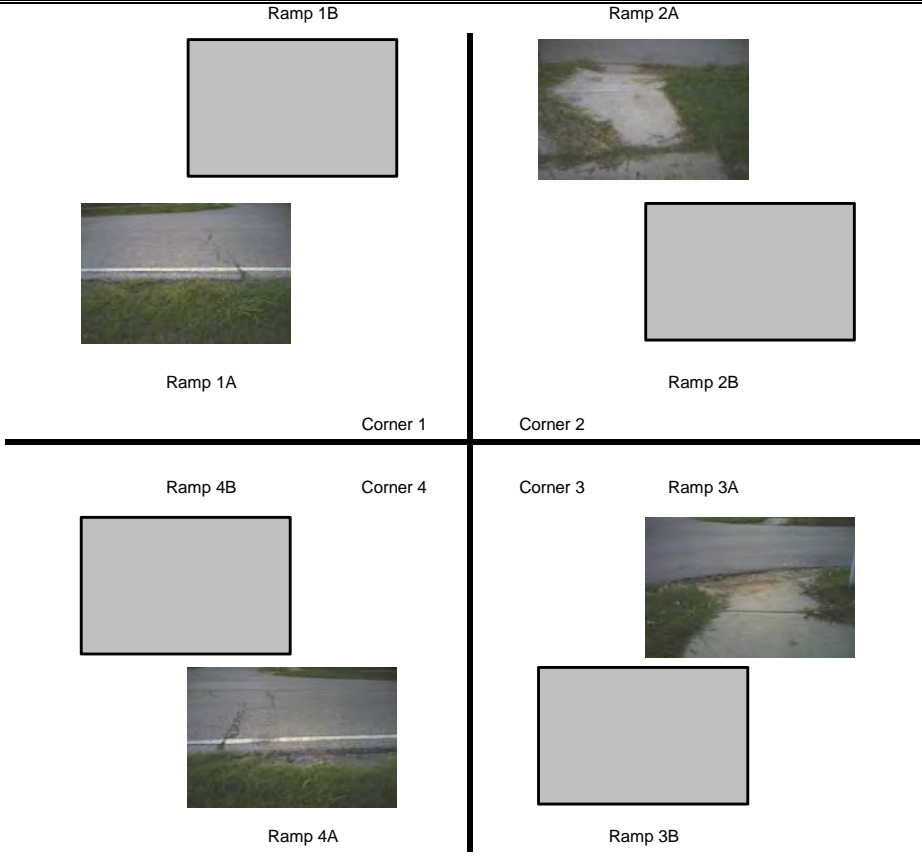 Ramp 1B
Ramp 2A
Ramp 1A
Ramp 2B
Corner 1
Corner 2
Ramp 4B
Corner 4
Corner 3
Ramp 3A
Ramp 4A
Ramp 3B